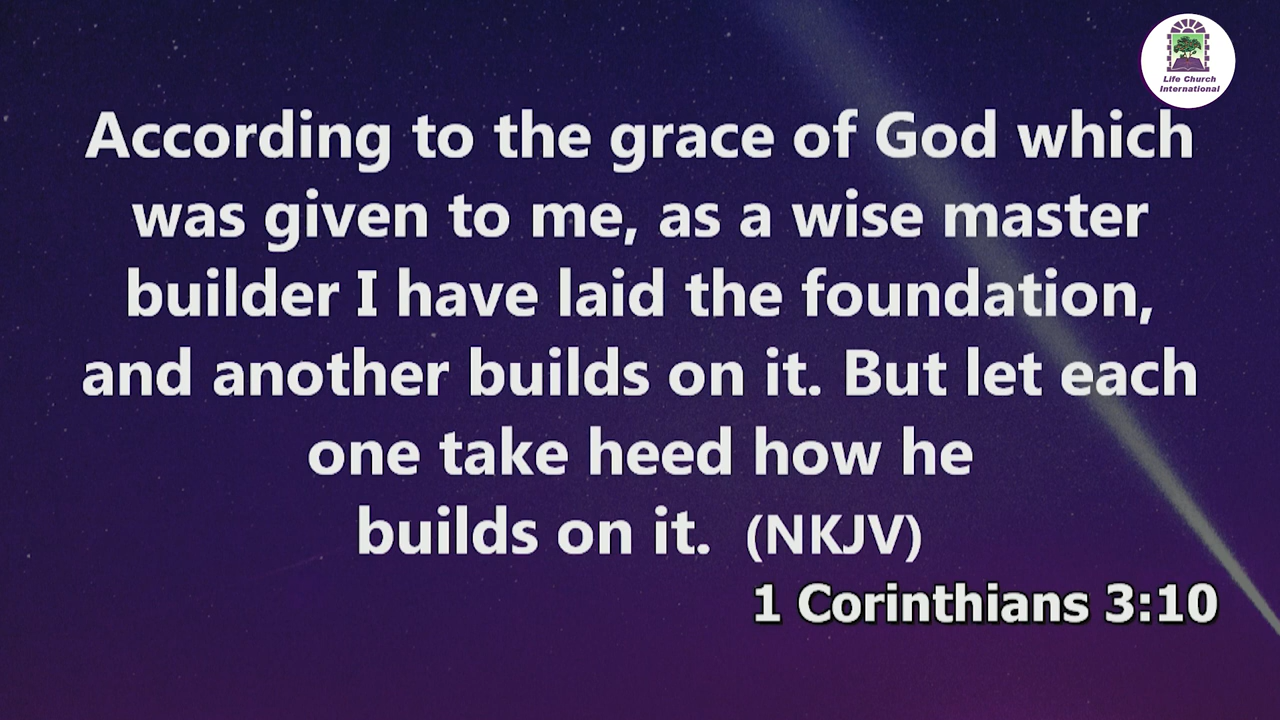 Life Church
International
According to the grace of God which
was given to me, as a wise master
builder I have laid the foundation,
and another builds on it. But let each
one take heed how he
builds on it. (NKJV)
1 Corinthians 3:10